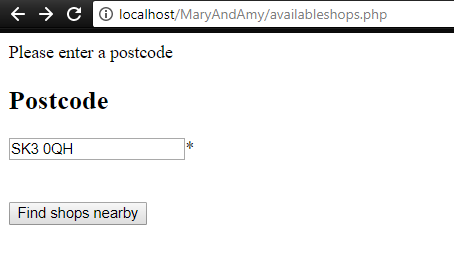 localhost/MaryAndAmy/availableshops.php
Please enter a postcode
Postcode
SK3 0QH*
Find shops nearby